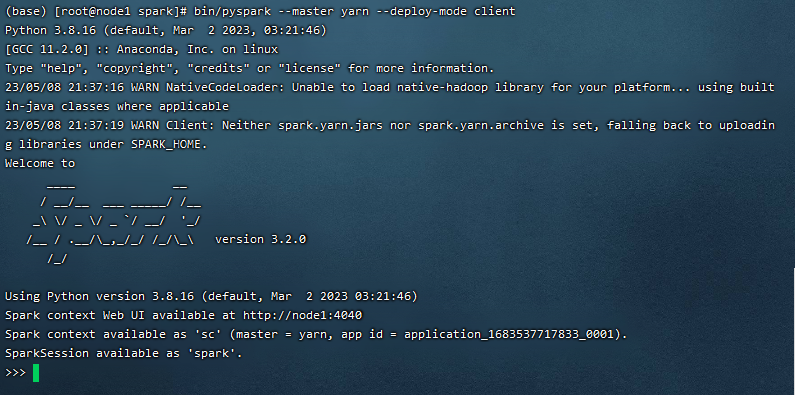 (base) [root@node1 spark]# bin/pyspark --master yarn --deploy-mode client
Python 3.8.16 (default, Mar  2 2023, 03:21:46)
[GCC 11.2.0] :: Anaconda, Inc. on linux
Type "help", "copyright", "credits" or "license" for more information.
23/05/08 21:37:16 WARN NativeCodeLoader: Unable to load native-hadoop library for your platform... using built
in-java classes where applicable
23/05/08 21:37:19 WARN Client: Neither spark.yarn.jars nor spark.yarn.archive is set, falling back to uploadin
g libraries under SPARK_HOME.
Welcome to
      ____              __
     / __/__  ___ _____/ /__
    _\ \/ _ \/ _ `/ __/  '_/
   /__ / .__/\_,_/_/ /_/\_\   version 3.2.0
      /_/

Using Python version 3.8.16 (default, Mar  2 2023 03:21:46)
Spark context Web UI available at http://node1:4040
Spark context available as 'sc' (master = yarn, app id = application_1683537717833_0001).
SparkSession available as 'spark'.
>>>